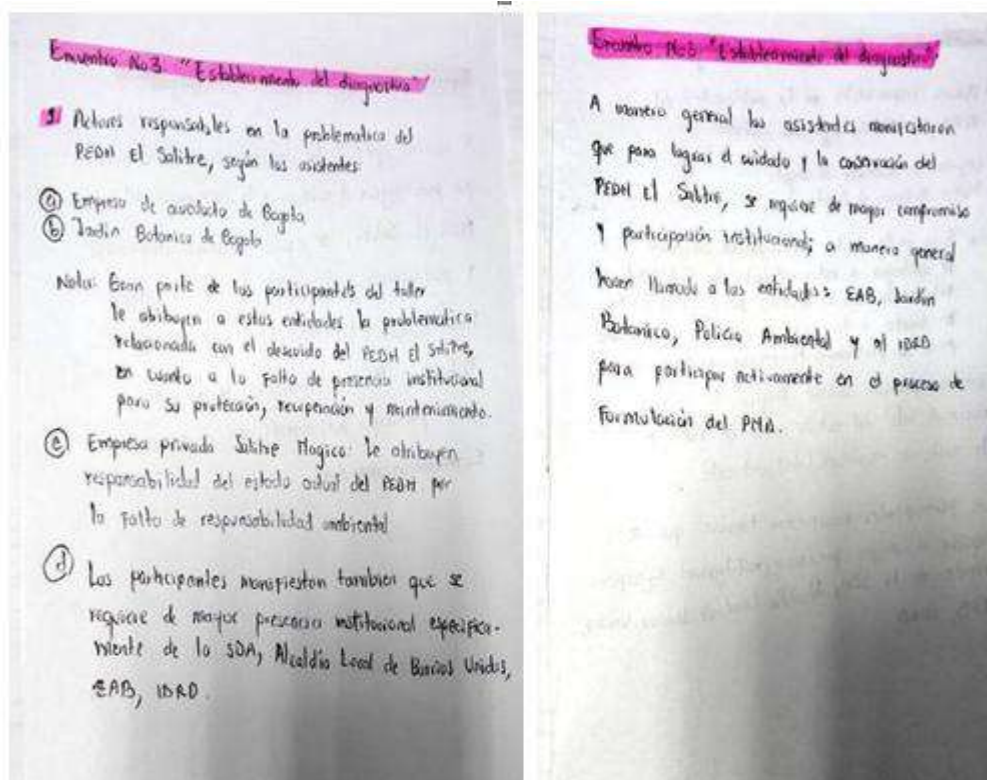 Encuentro No 3 "Establecimiento del diagnostico"
1 Actores responsables en la problematica del
PEDH El Salitre, según los asistentes
a Empresa de acueducto de Bogota
b Jardin Botanico de Bogota
Nota: Gran parte de los participantes del taller
le atribuyen a estas entidades la problematica
relacionada con el descuido del PEDH El Salitre,
en cuanto a la falta de presencia institucional
para su protección, recuperación y mantenimiento.
c Empresa privada Salitre Magico: le atribuyen
responsabilidad del estado actual del PEDH por
la falta de responsabilidad ambiental
d Los participantes manifiestan tambien que se
requiere de mayor presencia institucional especifica-
mente de la SDA, Alcaldía Local de Barrios Unidos,
EAB, IDRD.
Encuentro No 3 "Establecimiento del diagnostico"
A manera general los asistentes manifestaron
que para lograr el cuidado y la conservación del
PEDH El Salitre, se requiere de mayor compromiso
y participación institucional; a manera general
hacen llamado a las entidades: EAB, Jardín
Botanico, Policia Ambiental y al IDRD
para participar activamente en el proceso de
Formulación del PMA.